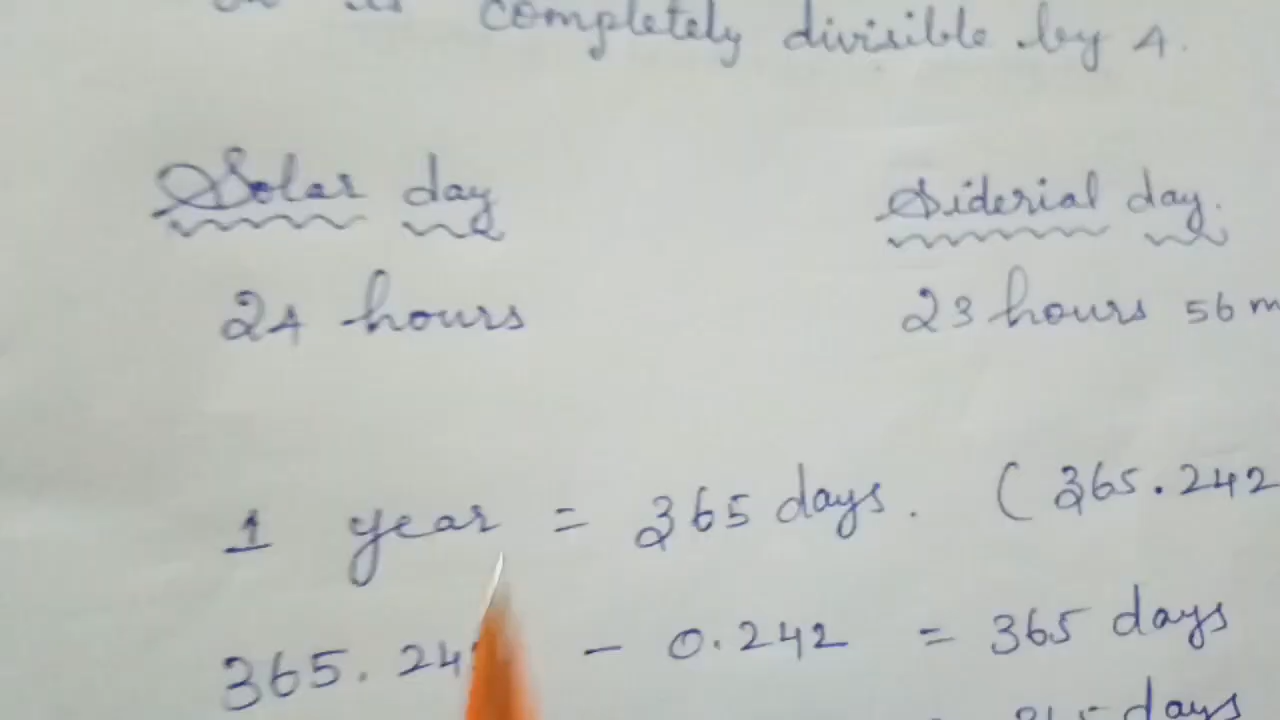 completely divisible by 4.
Solar day
Siderial day.
24 hours
23 hours 56 m
1 year = 365 days. (365.242
365.24 - 0.242 = 365 days
days